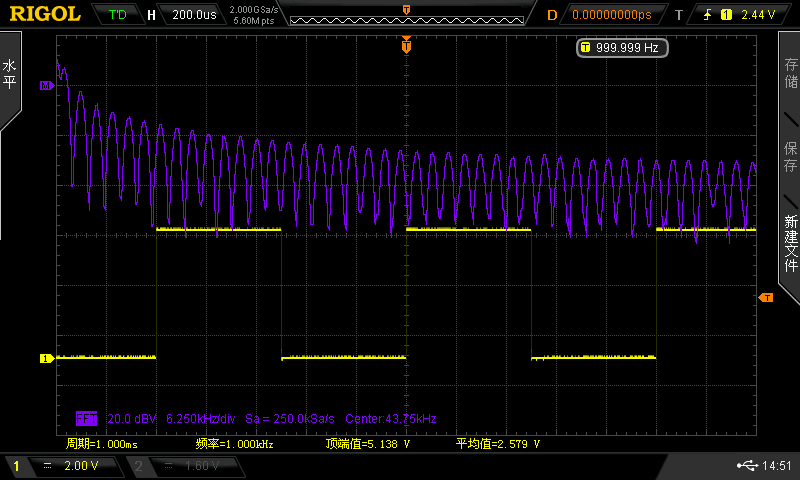 RIGOL T'D H 200.0us 2.000GSa/s 5.60M pts T D 0.00000000ps T 1 2.44 V
T 999.999 Hz
T
水平
存储
保存
新建文件
M
T
1
FFT 20.0 dBV 6.250kHz/div Sa = 250.0kSa/s Center:43.75kHz
周期=1.000ms 频率=1.000kHz 顶端值=5.138 V 平均值=2.579 V
1 2.00 V 2 1.60 V 14:51